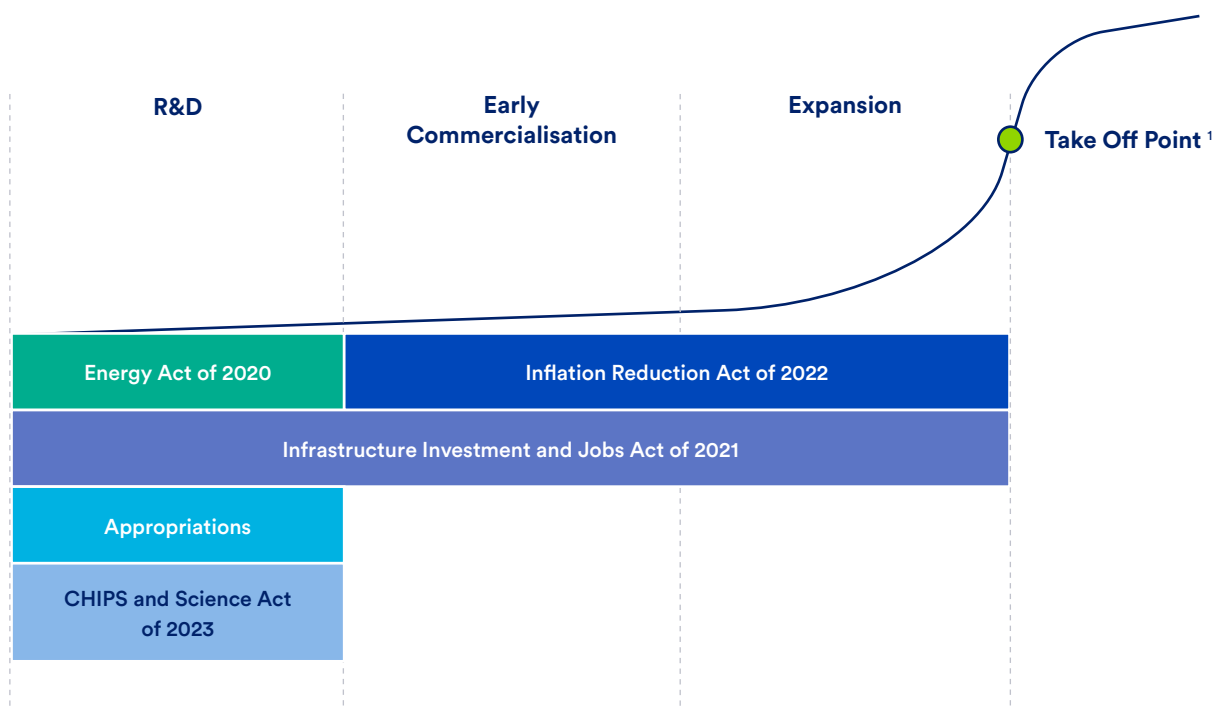 R&D
Early
Commercialisation
Expansion
Take Off Point 1
Energy Act of 2020
Inflation Reduction Act of 2022
Infrastructure Investment and Jobs Act of 2021
Appropriations
CHIPS and Science Act
of 2023